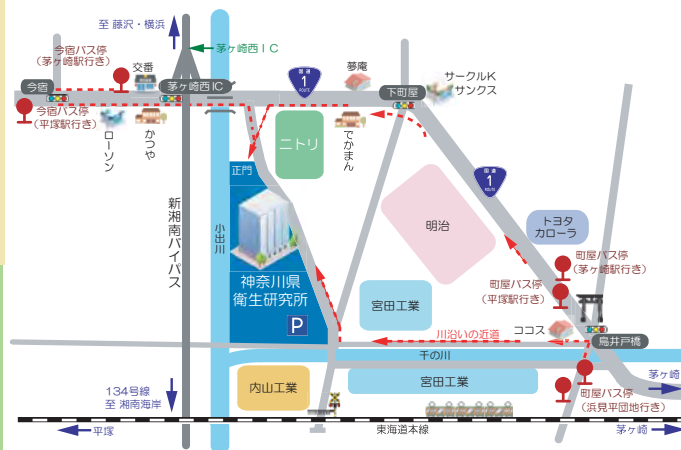 至 藤沢・横浜
茅ヶ崎西ＩＣ
今宿バス停
（茅ヶ崎駅行き）
交番
今宿
茅ヶ崎西IC
国道
1
ROUTE
夢庵
下町屋
サークルK
サンクス
今宿バス停
（平塚駅行き）
ローソン
かつや
ニトリ
でかまん
正門
新湘南バイパス
小出川
神奈川県
衛生研究所
P
明治
国道
1
ROUTE
トヨタ
カローラ
町屋バス停
（茅ヶ崎駅行き）
町屋バス停
（平塚駅行き）
宮田工業
川沿いの近道
ココス
鳥井戸橋
千の川
内山工業
宮田工業
134号線
至 湘南海岸
茅ヶ崎
町屋バス停
（浜見平団地行き）
平塚
東海道本線
茅ヶ崎